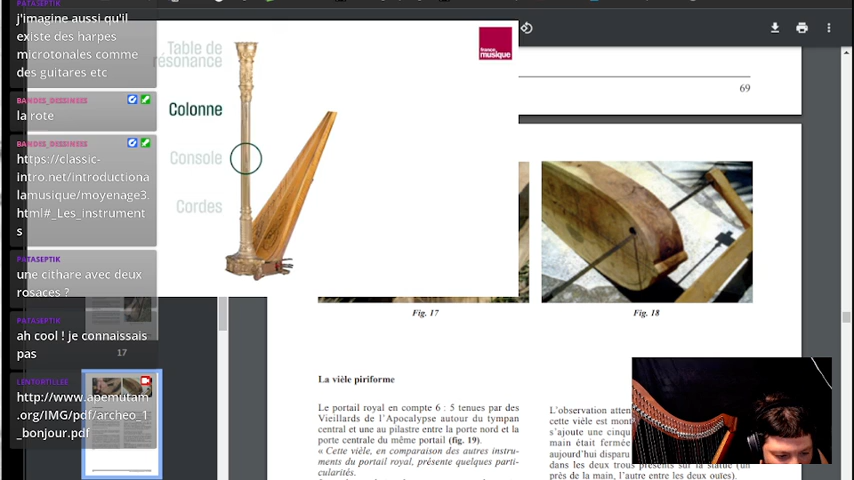 PATASEPTIK
j'imagine aussi qu'il
existe des harpes
microtonales comme
des guitares etc
BANDES_DESSINEES
la rote
BANDES_DESSINEES
https://classic-
intro.net/introductiona
lamusique/moyenage3.
html#_Les_instrument
s
PATASEPTIK
une cithare avec deux
rosaces ?
PATASEPTIK
ah cool ! je connaissais
pas
17
LENTORTILLEE
http://www.apemutam
.org/IMG/pdf/archeo_1
_bonjour.pdf
Table de
résonance
Colonne
Console
Cordes
france
musique
69
Fig. 17
Fig. 18
La vièle piriforme
Le portail royal en compte 6 : 5 tenues par des
Vieillards de l'Apocalypse autour du tympan
central et une au pilastre entre la porte nord et la
porte centrale du même portail (fig. 19).
« Cette vièle, en comparaison des autres instru-
ments du portail royal, présente quelques parti-
cularités.
L'observation atten
cette vièle est mont
s'ajoute une cinqu
main était fermée
aujourd'hui disparu
dans les deux trous présents sur la statue (un
près de la main, l'autre entre les deux outes).